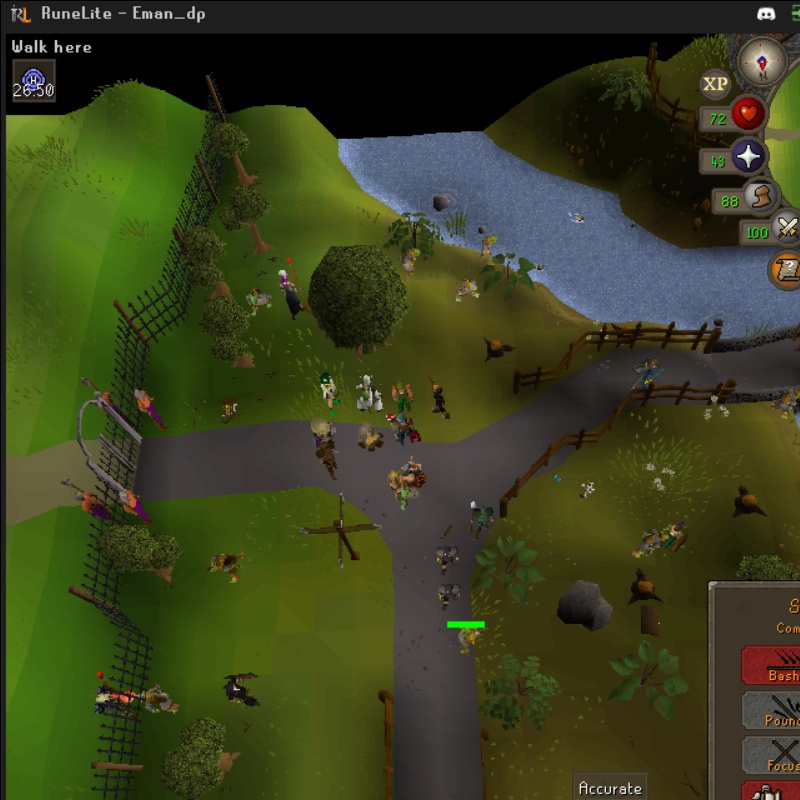 RuneLite - Eman_dp
Walk here
26:50
XP
72
43
88
100
Bash
Accurate